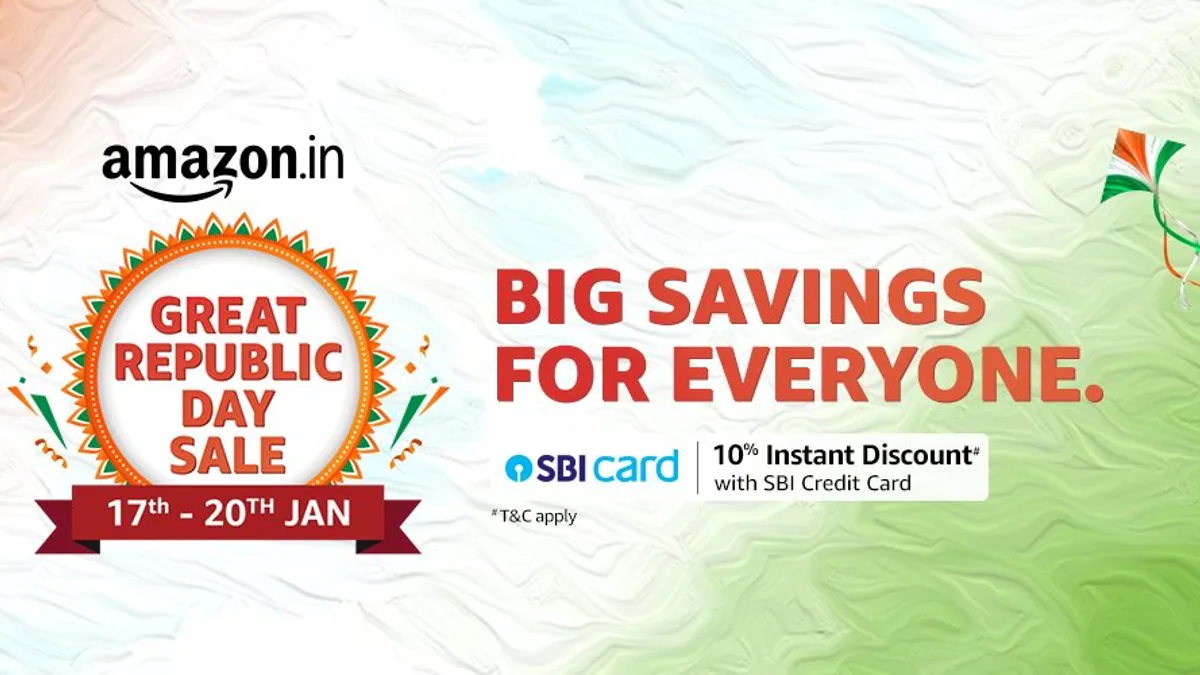 amazon.in
GREAT
REPUBLIC
DAY
SALE
17th - 20TH JAN
BIG SAVINGS
FOR EVERYONE.
SBI card
10% Instant Discount#
with SBI Credit Card
#T&C apply